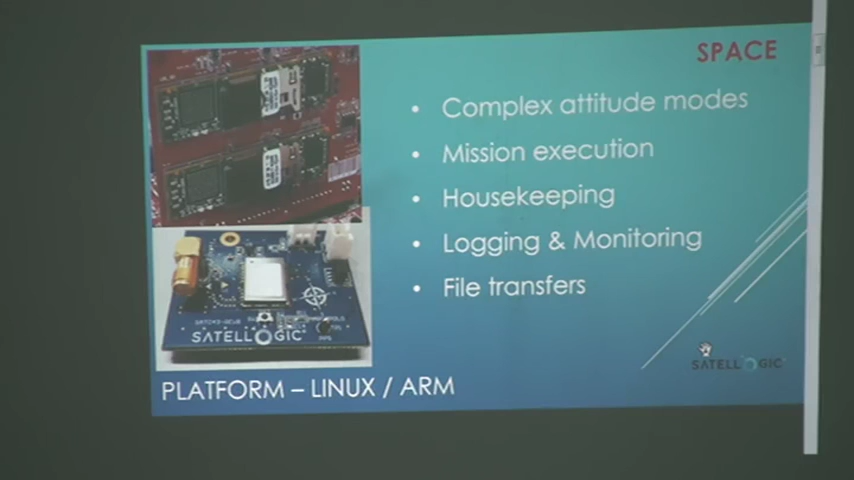 SPACE
• Complex attitude modes
• Mission execution
• Housekeeping
• Logging & Monitoring
• File transfers
SATELLOGIC
PLATFORM – LINUX / ARM
SATELLOGIC